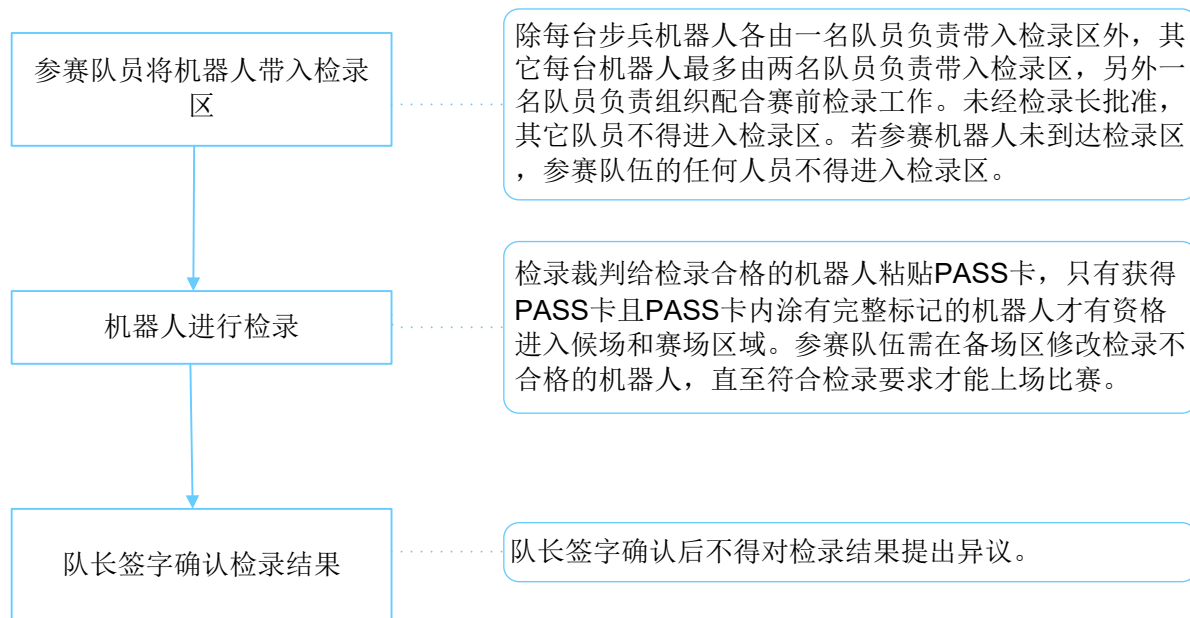 参赛队员将机器人带入检录
区
除每台步兵机器人各由一名队员负责带入检录区外，其
它每台机器人最多由两名队员负责带入检录区，另外一
名队员负责组织配合赛前检录工作。未经检录长批准，
其它队员不得进入检录区。若参赛机器人未到达检录区
，参赛队伍的任何人员不得进入检录区。
机器人进行检录
检录裁判给检录合格的机器人粘贴PASS卡，只有获得
PASS卡且PASS卡内涂有完整标记的机器人才有资格
进入候场和赛场区域。参赛队伍需在备场区修改检录不
合格的机器人，直至符合检录要求才能上场比赛。
队长签字确认检录结果
队长签字确认后不得对检录结果提出异议。